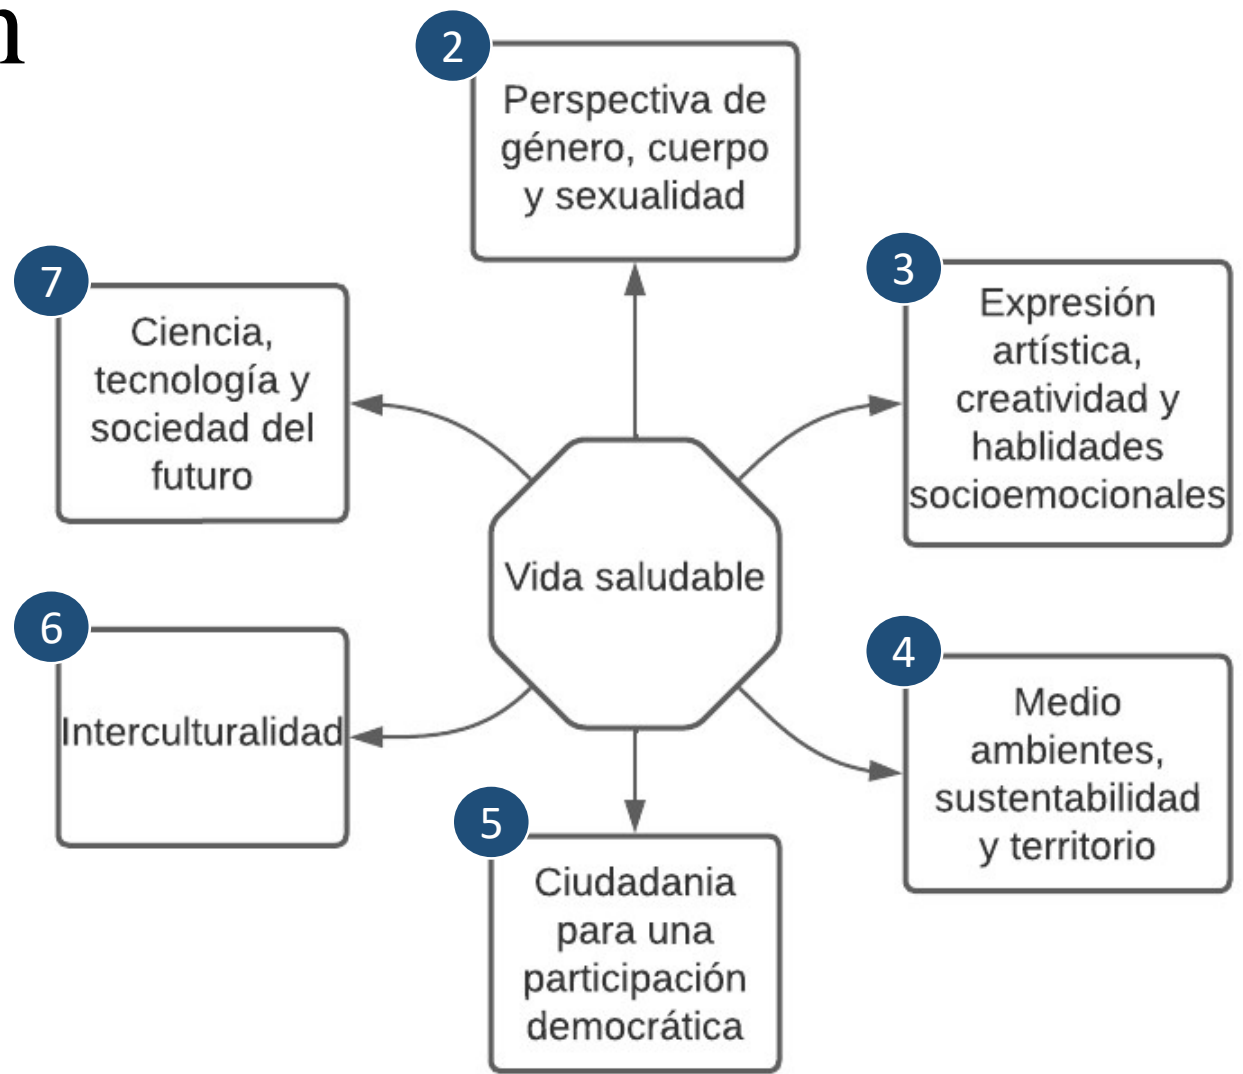 n
2
Perspectiva de
género, cuerpo
y sexualidad
3
Expresión
artística,
creatividad y
hablidades
socioemocionales
7
Ciencia,
tecnología y
sociedad del
futuro
Vida saludable
6
Interculturalidad
4
Medio
ambientes,
sustentabilidad
y territorio
5
Ciudadania
para una
participación
democrática